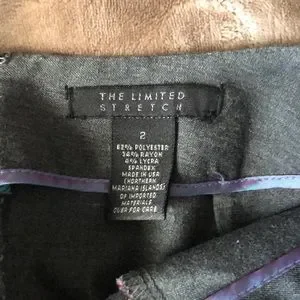 THE LIMITED
STRETCH
2
62% POLYESTER
34% RAYON
4% LYCRA
SPANDEX
MADE IN USA
(NORTHERN
MARIANA ISLANDS)
OF IMPORTED
MATERIALS
OVER FOR CARE